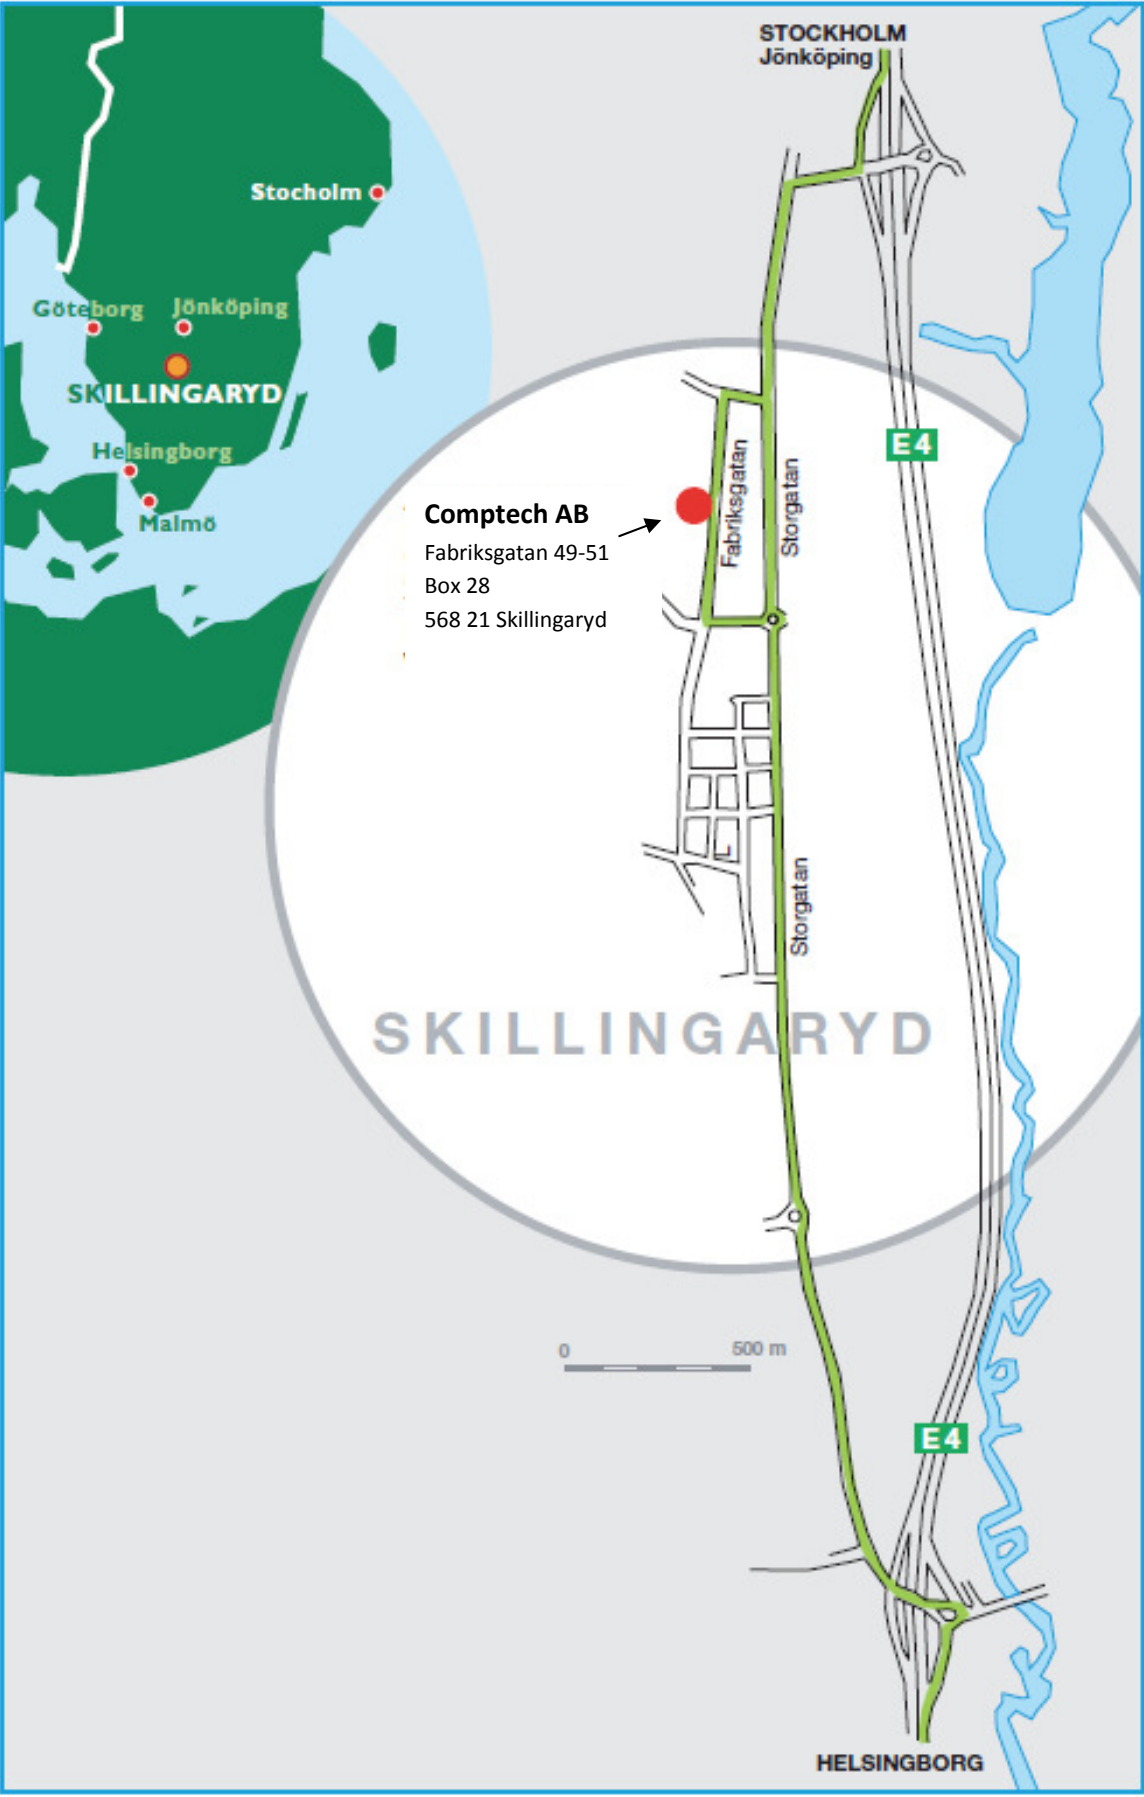 STOCKHOLM
Jönköping
Stocholm
Göteborg
Jönköping
SKILLINGARYD
Helsingborg
Malmö
E4
Fabriksgatan
Storgatan
Comptech AB
Fabriksgatan 49-51
Box 28
568 21 Skillingaryd
Storgatan
SKILLINGARYD
0
500 m
E4
HELSINGBORG